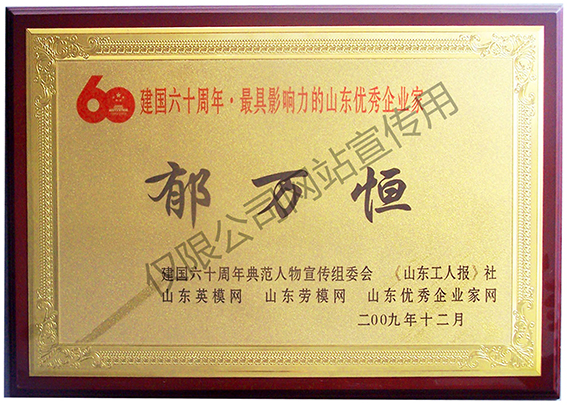 60 建国六十周年·最具影响力的山东优秀企业家
郁万恒
建国六十周年典范人物宣传组委会 《山东工人报》社
山东英模网 山东劳模网 山东优秀企业家网
二00九年十二月
仅限公司网站宣传用